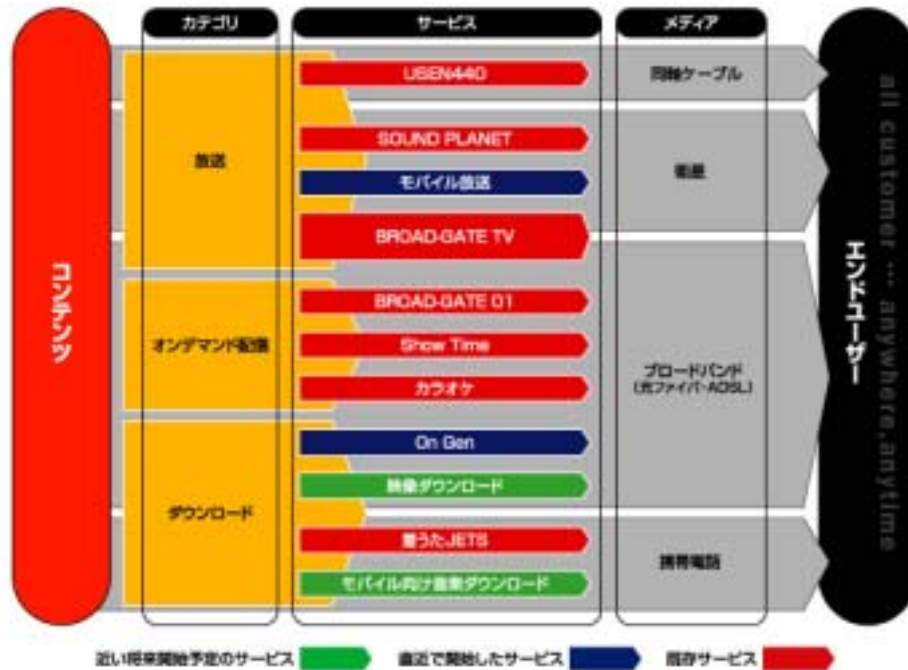 カテゴリ
サービス
メディア
コンテンツ
放送
オンデマンド配信
ダウンロード
USEN440
SOUND PLANET
モバイル放送
BROAD-GATE TV
BROAD-GATE 01
Show Time
カラオケ
On Gen
映像ダウンロード
着うたJETS
モバイル向け音楽ダウンロード
同軸ケーブル
衛星
ブロードバンド
(光ファイバ・ADSL)
携帯電話
エンドユーザー
all customer … anywhere,anytime
近い将来開始予定のサービス
直近で開始したサービス
既存サービス